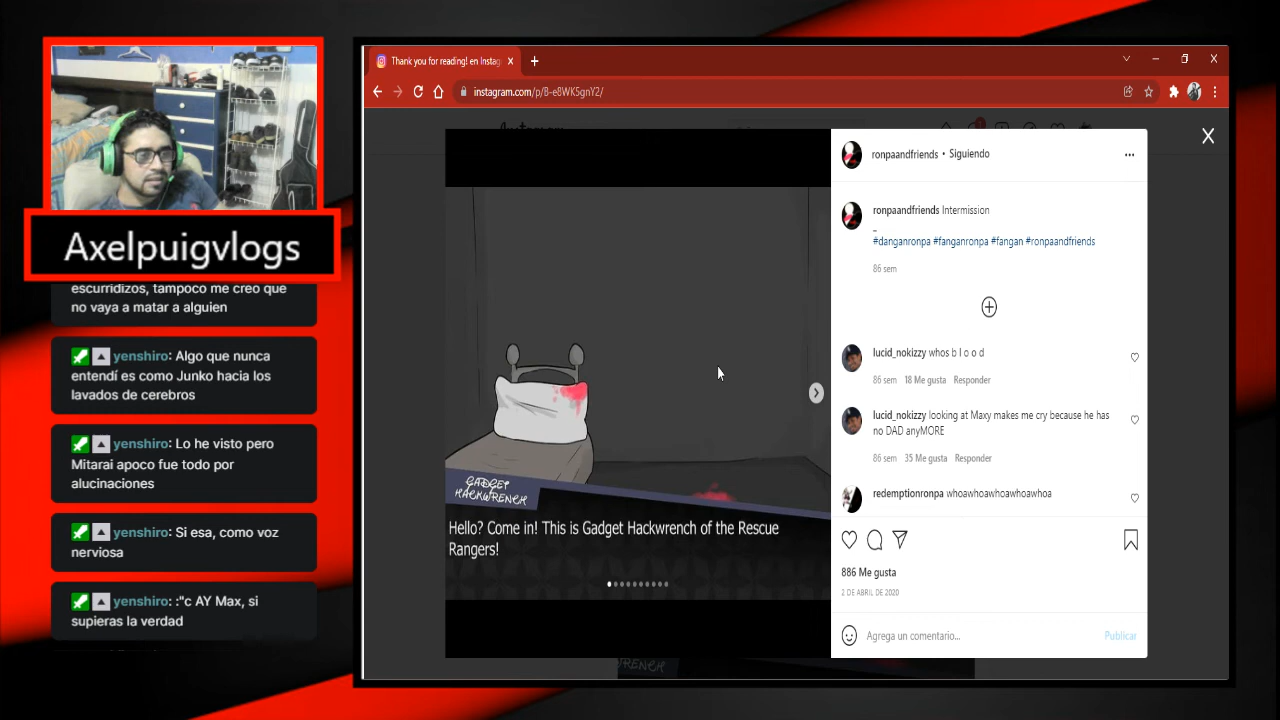 Axelpuigvlogs
escurridizos, tampoco me creo que
no vaya a matar a alguien
yenshiro: Algo que nunca
entendí es como Junko hacia los
lavados de cerebros
yenshiro: Lo he visto pero
Mitarai apoco fue todo por
alucinaciones
yenshiro: Si esa, como voz
nerviosa
yenshiro: :"c AY Max, si
supieras la verdad
Thank you for reading! en Instag
instagram.com/p/B-e8WK5gnY2/
GADGET
HACKWRENCH
Hello? Come in! This is Gadget Hackwrench of the Rescue
Rangers!
ronpaandfriends • Siguiendo
ronpaandfriends Intermission
_
#danganronpa #fanganronpa #fangan #ronpaandfriends
86 sem
lucid_nokizzy whos b l o o d
86 sem 18 Me gusta Responder
lucid_nokizzy looking at Maxy makes me cry because he has
no DAD anyMORE
86 sem 35 Me gusta Responder
redemptionronpa whoawhoawhoawhoawhoa
886 Me gusta
2 DE ABRIL DE 2020
Agrega un comentario...
Publicar